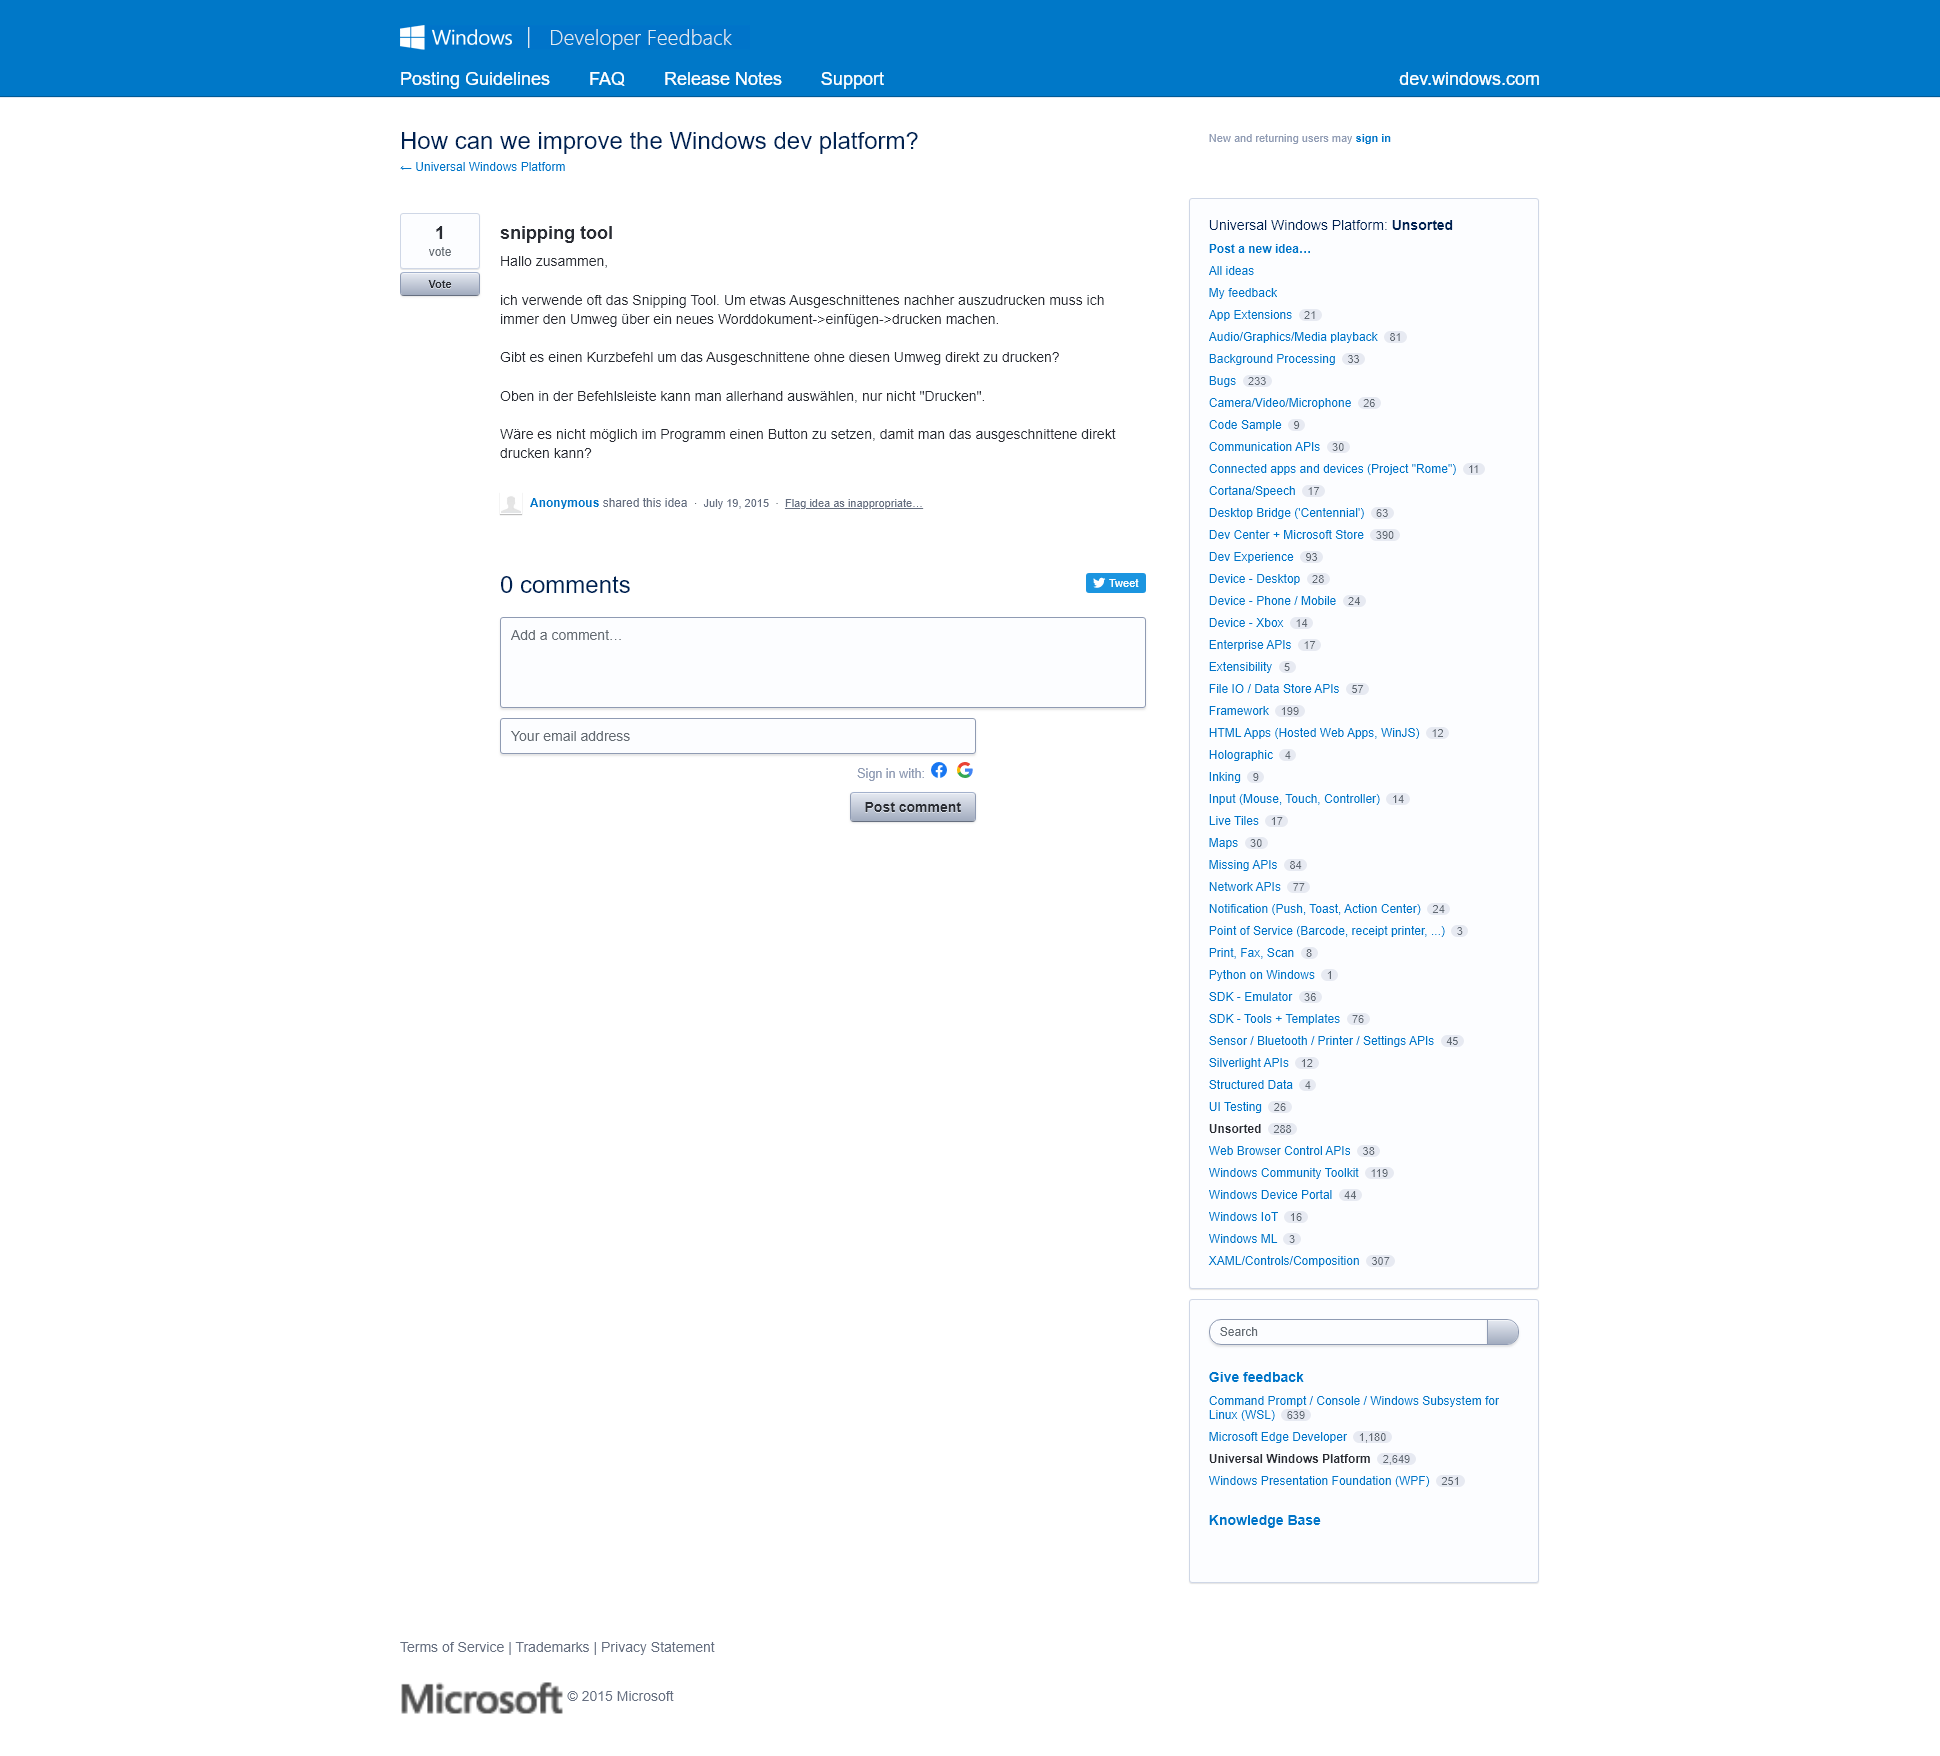 Windows | Developer Feedback
Posting Guidelines FAQ Release Notes Support dev.windows.com
How can we improve the Windows dev platform?
← Universal Windows Platform
New and returning users may sign in
1
vote
Vote
snipping tool
Hallo zusammen,
ich verwende oft das Snipping Tool. Um etwas Ausgeschnittenes nachher auszudrucken muss ich
immer den Umweg über ein neues Worddokument->einfügen->drucken machen.
Gibt es einen Kurzbefehl um das Ausgeschnittene ohne diesen Umweg direkt zu drucken?
Oben in der Befehlsleiste kann man allerhand auswählen, nur nicht "Drucken".
Wäre es nicht möglich im Programm einen Button zu setzen, damit man das ausgeschnittene direkt
drucken kann?
Anonymous shared this idea · July 19, 2015 · Flag idea as inappropriate…
0 comments
Tweet
Add a comment…
Your email address
Sign in with:
Post comment
Universal Windows Platform: Unsorted
Post a new idea…
All ideas
My feedback
App Extensions 21
Audio/Graphics/Media playback 81
Background Processing 33
Bugs 233
Camera/Video/Microphone 26
Code Sample 9
Communication APIs 30
Connected apps and devices (Project "Rome") 11
Cortana/Speech 17
Desktop Bridge ('Centennial') 63
Dev Center + Microsoft Store 390
Dev Experience 93
Device - Desktop 28
Device - Phone / Mobile 24
Device - Xbox 14
Enterprise APIs 17
Extensibility 5
File IO / Data Store APIs 57
Framework 199
HTML Apps (Hosted Web Apps, WinJS) 12
Holographic 4
Inking 9
Input (Mouse, Touch, Controller) 14
Live Tiles 17
Maps 30
Missing APIs 84
Network APIs 77
Notification (Push, Toast, Action Center) 24
Point of Service (Barcode, receipt printer, ...) 3
Print, Fax, Scan 8
Python on Windows 1
SDK - Emulator 36
SDK - Tools + Templates 76
Sensor / Bluetooth / Printer / Settings APIs 45
Silverlight APIs 12
Structured Data 4
UI Testing 26
Unsorted 288
Web Browser Control APIs 38
Windows Community Toolkit 119
Windows Device Portal 44
Windows IoT 16
Windows ML 3
XAML/Controls/Composition 307
Search
Give feedback
Command Prompt / Console / Windows Subsystem for
Linux (WSL) 639
Microsoft Edge Developer 1,180
Universal Windows Platform 2,649
Windows Presentation Foundation (WPF) 251
Knowledge Base
Terms of Service | Trademarks | Privacy Statement
Microsoft © 2015 Microsoft